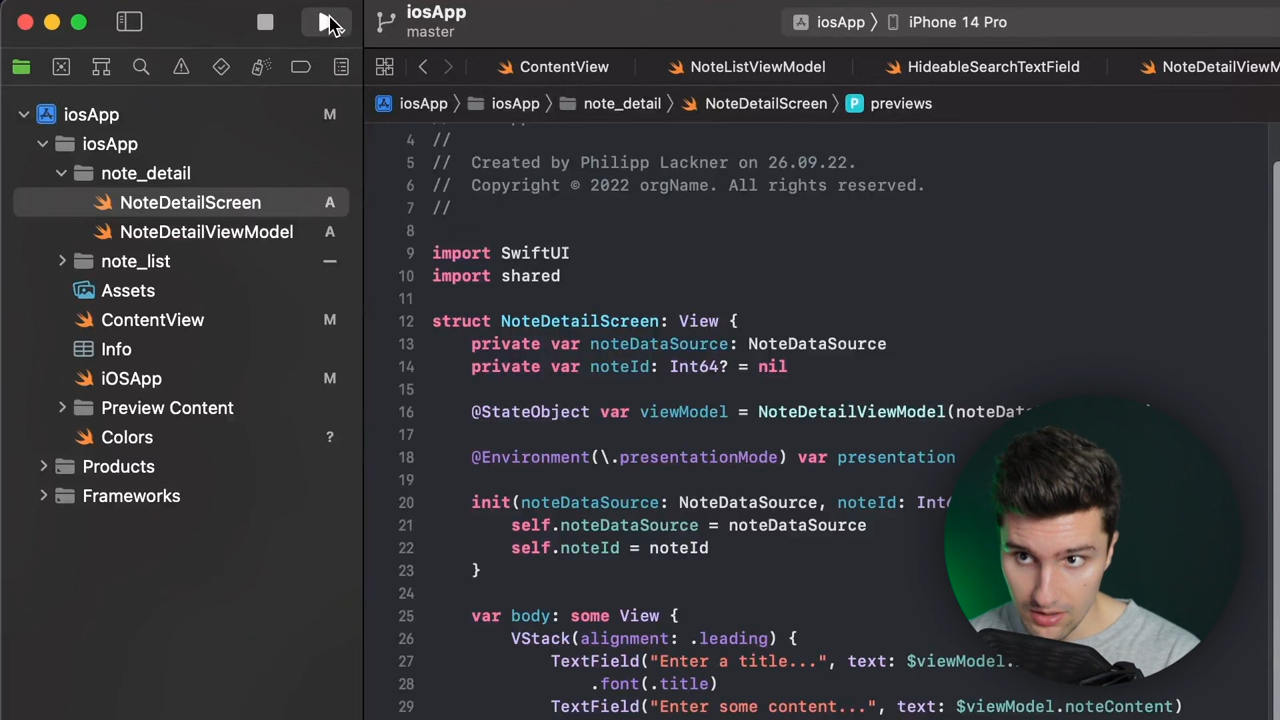 iosApp
master
iosApp
iPhone 14 Pro
ContentView
NoteListViewModel
HideableSearchTextField
NoteDetailViewM
iosApp
iosApp
note_detail
NoteDetailScreen
P
previews
iosApp
M
iosApp
note_detail
NoteDetailScreen
A
NoteDetailViewModel
A
note_list
Assets
ContentView
M
Info
iOSApp
M
Preview Content
Colors
?
Products
Frameworks
4 //
5 // Created by Philipp Lackner on 26.09.22.
6 // Copyright © 2022 orgName. All rights reserved.
7 //
8
9 import SwiftUI
10 import shared
11
12 struct NoteDetailScreen: View {
13 private var noteDataSource: NoteDataSource
14 private var noteId: Int64? = nil
15
16 @StateObject var viewModel = NoteDetailViewModel(noteDat
17
18 @Environment(\.presentationMode) var presentation
19
20 init(noteDataSource: NoteDataSource, noteId: Int6
21 self.noteDataSource = noteDataSource
22 self.noteId = noteId
23 }
24
25 var body: some View {
26 VStack(alignment: .leading) {
27 TextField("Enter a title...", text: $viewModel.
28 .font(.title)
29 TextField("Enter some content...", text: $viewModel.noteContent)